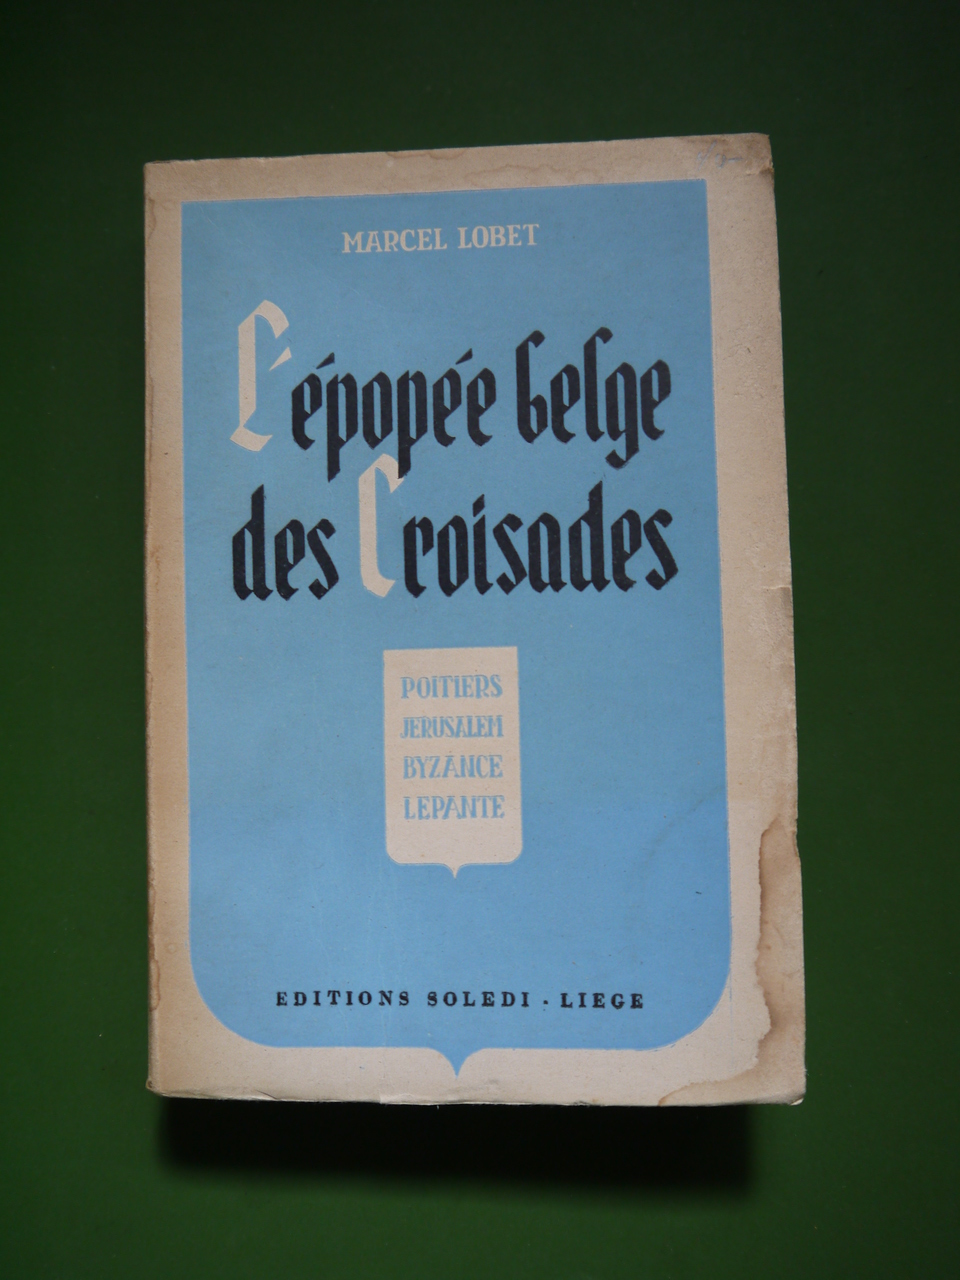 MARCEL LOBET
L'épopée belge
des Croisades
POITIERS
JERUSALEM
BYZANCE
LEPANTE
EDITIONS SOLEDI - LIEGE